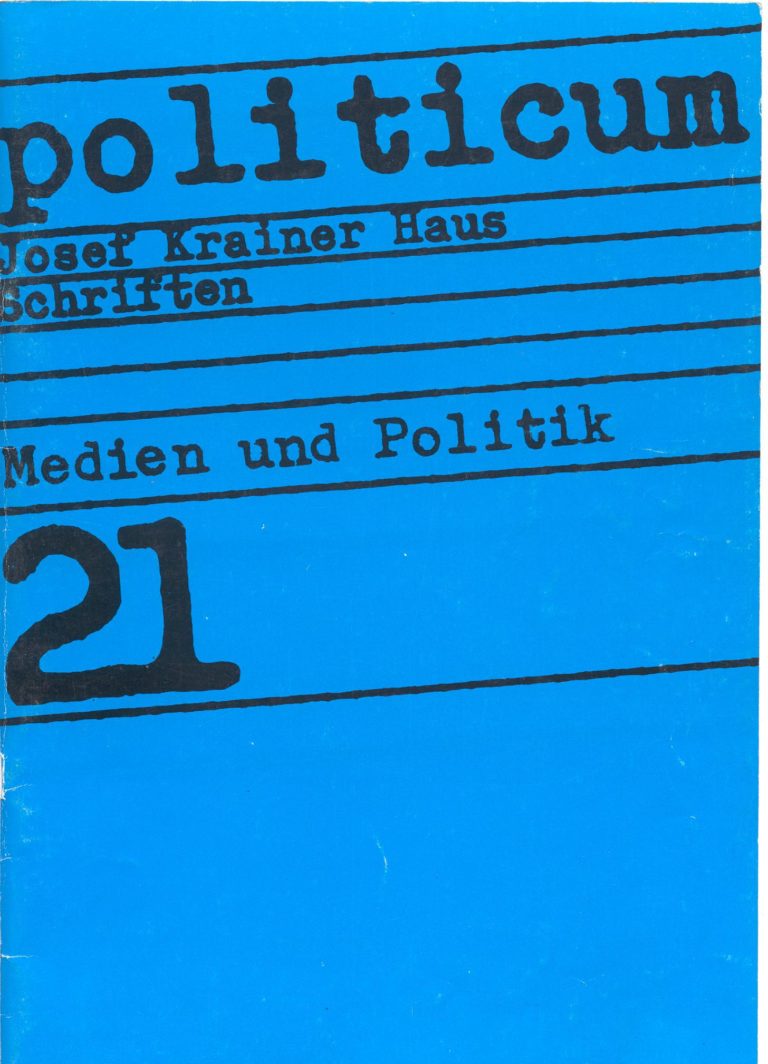 politicum
Josef Krainer Haus
Schriften
Medien und Politik
21